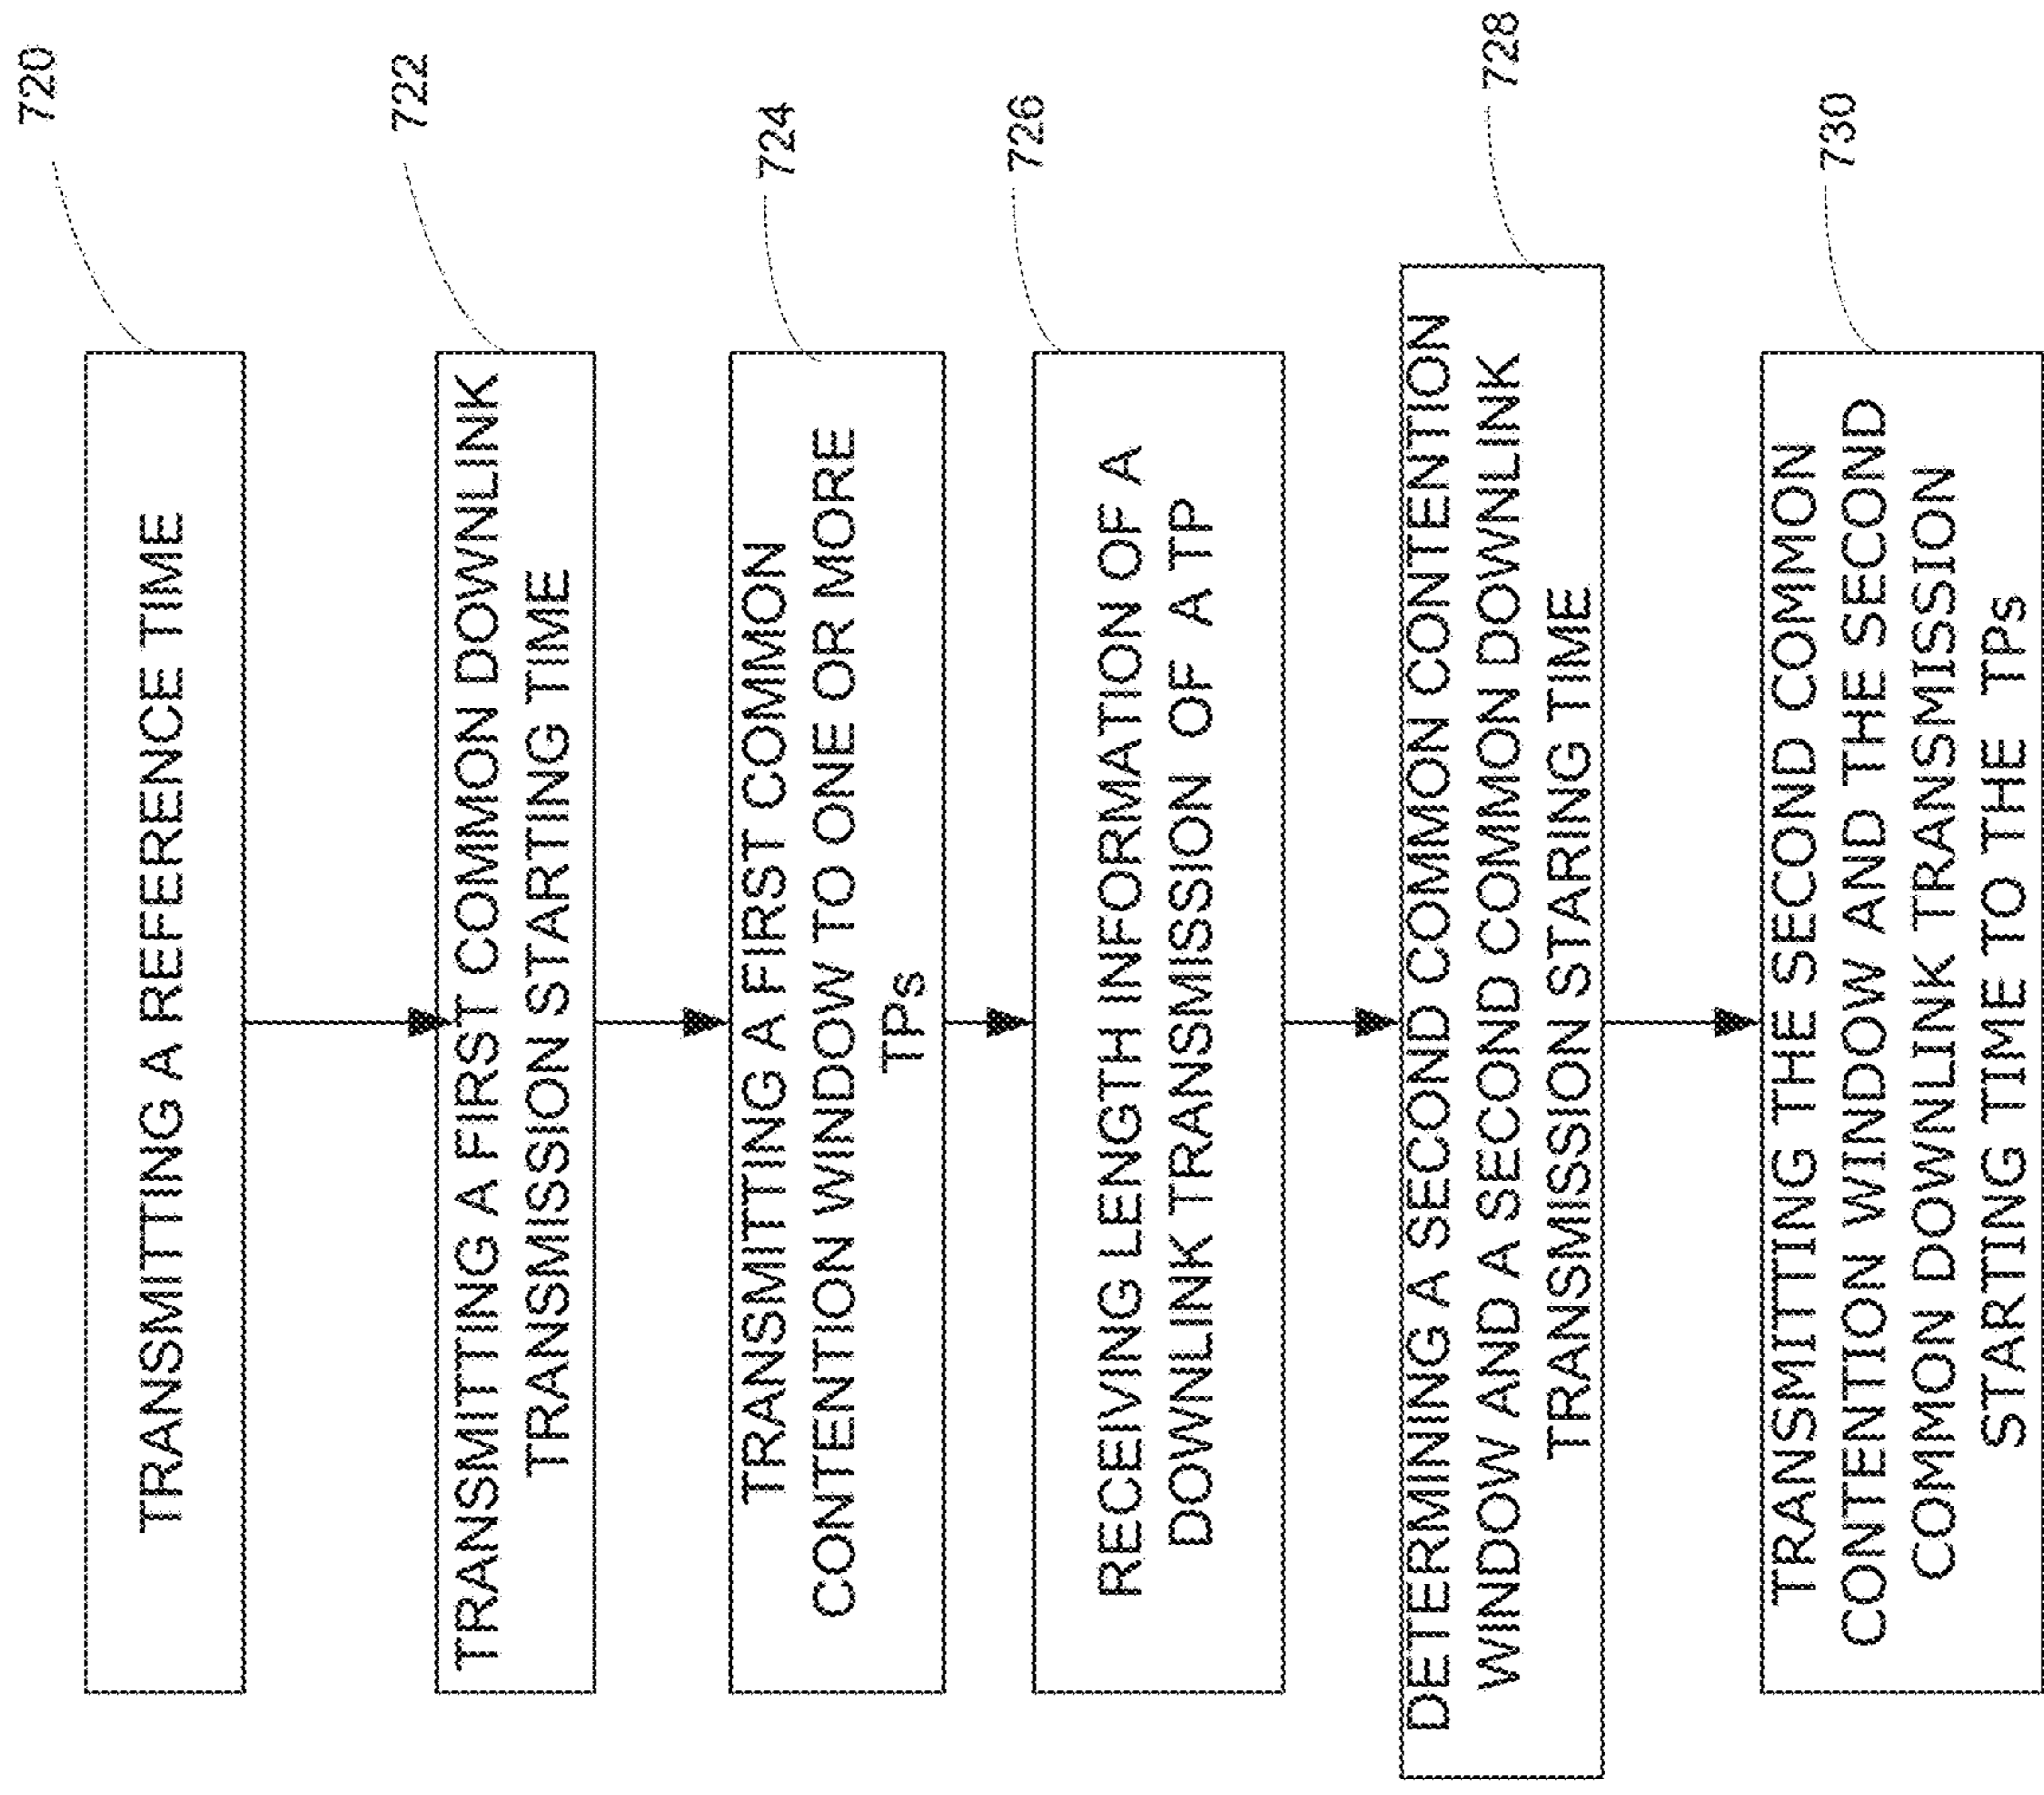 720
TRANSMITTING A REFERENCE TIME
722
TRANSMITTING A FIRST COMMON DOWNLINK
TRANSMISSION STARTING TIME
724
TRANSMITTING A FIRST COMMON
CONTENTION WINDOW TO ONE OR MORE
TPs
726
RECEIVING LENGTH INFORMATION OF A
DOWNLINK TRANSMISSION OF A TP
728
DETERMINING A SECOND COMMON CONTENTION
WINDOW AND A SECOND COMMON DOWNLINK
TRANSMISSION STARING TIME
730
TRANSMITTING THE SECOND COMMON
CONTENTION WINDOW AND THE SECOND
COMMON DOWNLINK TRANSMISSION
STARTING TIME TO THE TPs